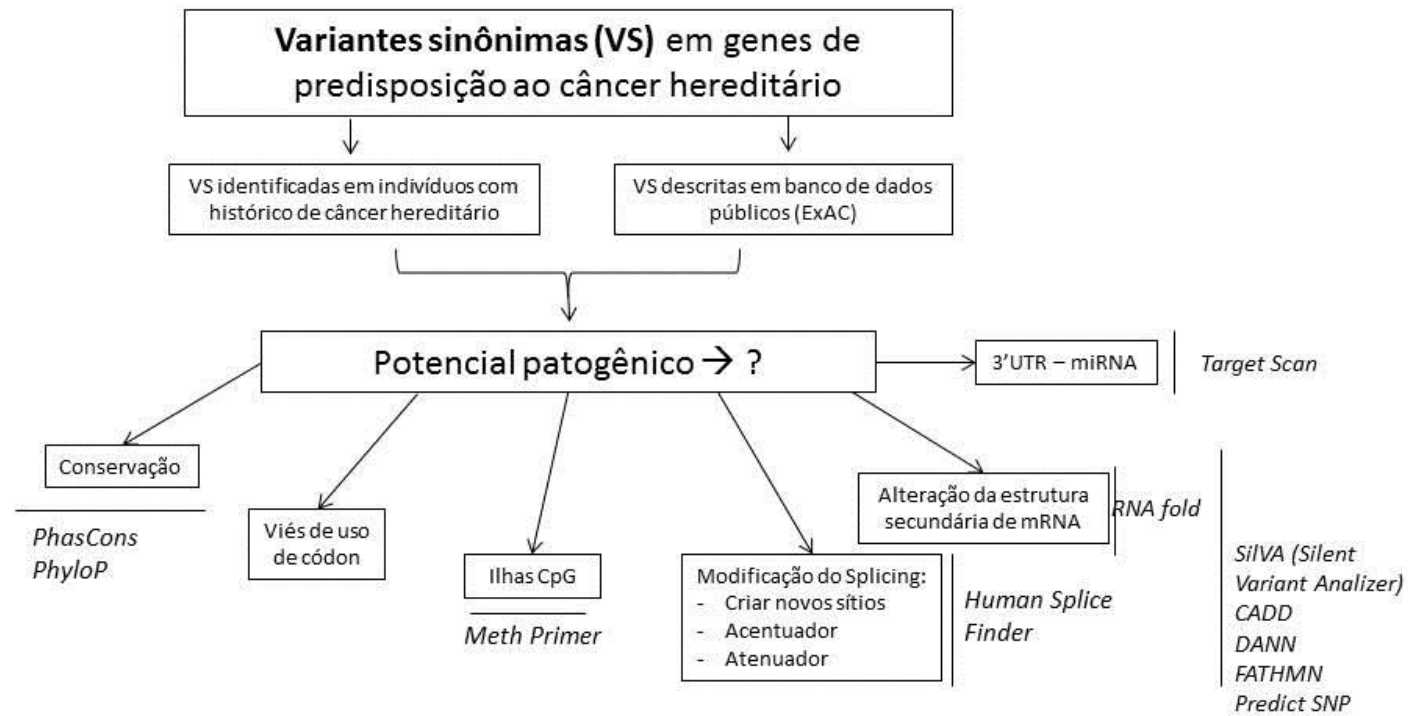 Variantes sinônimas (VS) em genes de
predisposição ao câncer hereditário
VS identificadas em indivíduos com
histórico de câncer hereditário
VS descritas em banco de dados
públicos (ExAC)
Potencial patogênico → ?
3'UTR – miRNA
Target Scan
Conservação
PhasCons
PhyloP
Viés de uso
de códon
Ilhas CpG
Meth Primer
Modificação do Splicing:
- Criar novos sítios
- Acentuador
- Atenuador
Human Splice
Finder
Alteração da estrutura
secundária de mRNA
RNA fold
SilVA (Silent
Variant Analizer)
CADD
DANN
FATHMN
Predict SNP